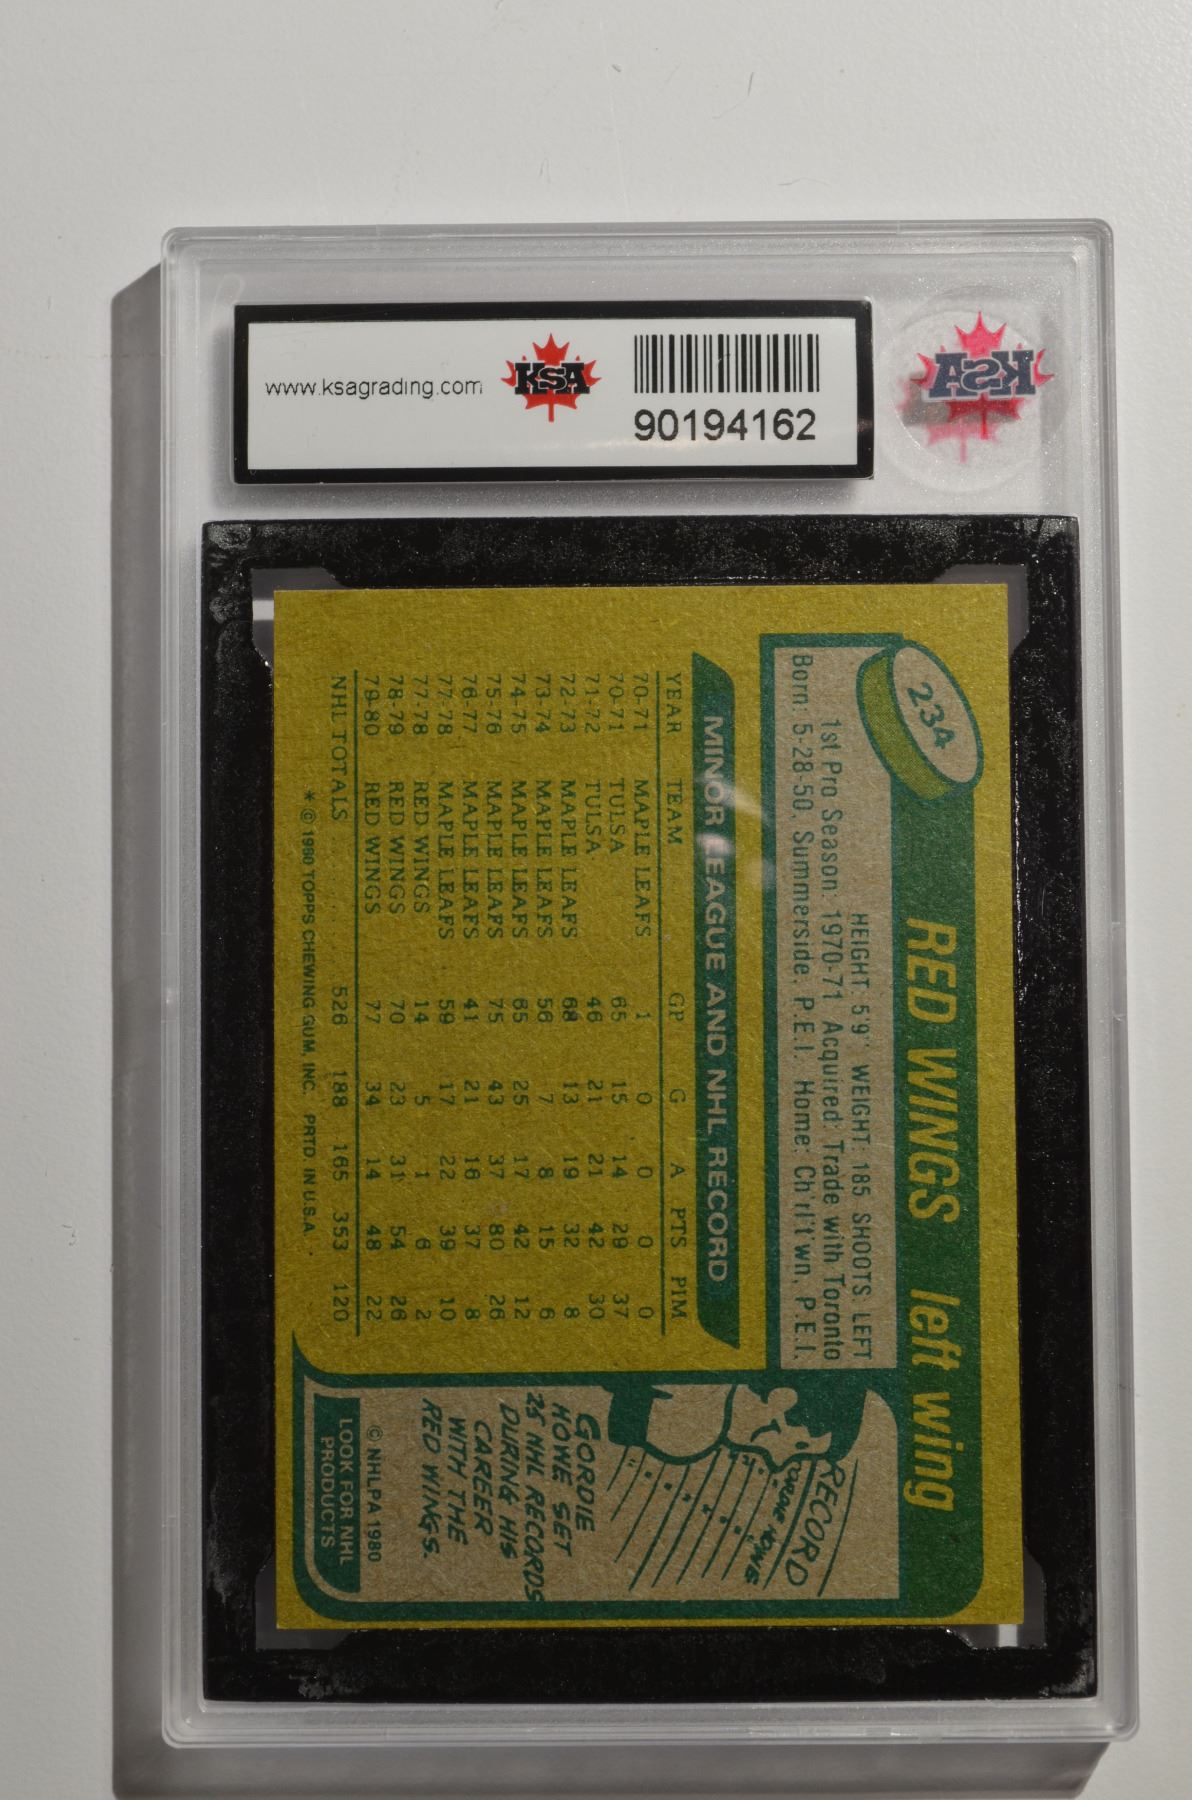 www.ksagrading.com
KSA
90194162
KSA
234
RED WINGS left wing
HEIGHT: 5'9" WEIGHT: 185 SHOOTS: LEFT
1st Pro Season: 1970-71 Acquired: Trade with Toronto
Born: 5-28-50, Summerside, P.E.I. Home: Ch'rl't'wn, P.E.I.
MINOR LEAGUE AND NHL RECORD
YEAR TEAM GP G A PTS PIM
70-71 MAPLE LEAFS 1 0 0 0 0
70-71 TULSA 65 15 14 29 37
71-72 TULSA 46 21 21 42 30
72-73 MAPLE LEAFS 68 13 19 32 8
73-74 MAPLE LEAFS 56 7 8 15 6
74-75 MAPLE LEAFS 65 25 17 42 12
75-76 MAPLE LEAFS 75 43 37 80 26
76-77 MAPLE LEAFS 41 21 16 37 8
77-78 MAPLE LEAFS 59 17 22 39 10
77-78 RED WINGS 14 5 1 6 2
78-79 RED WINGS 70 23 31 54 26
79-80 RED WINGS 77 34 14 48 22
NHL TOTALS 526 188 165 353 120
* © 1980 TOPPS CHEWING GUM, INC. PRTD. IN U.S.A.
RECORD
GORDIE HOWE
GORDIE
HOWE SET
25 NHL RECORDS
DURING HIS
CAREER
WITH THE
RED WINGS.
© NHLPA 1980
LOOK FOR NHL
PRODUCTS